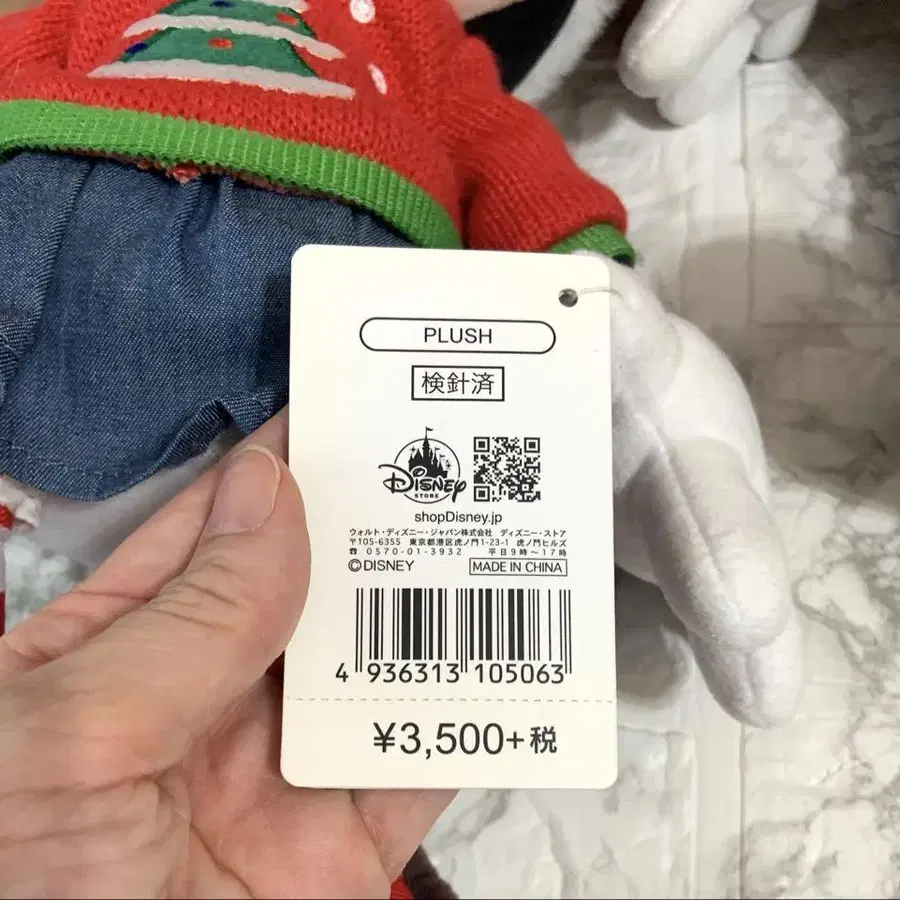 PLUSH
検針済
Disney
STORE
shopDisney.jp
ウォルト・ディズニー・ジャパン株式会社 ディズニー・ストア
〒105-6355 東京都港区虎ノ門1-23-1 虎ノ門ヒルズ
☎ 0570-01-3932 平日9時〜17時
©DISNEY MADE IN CHINA
4 936313 105063
¥3,500+税